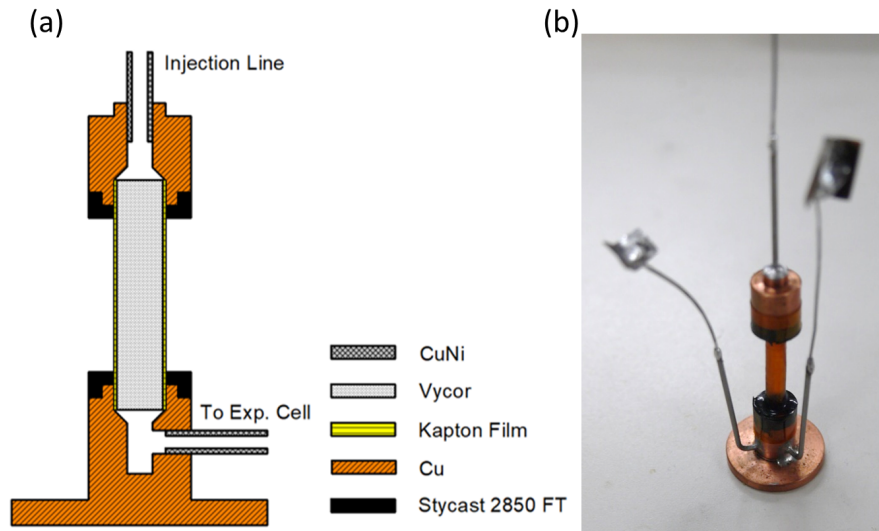 (a)
(b)
Injection Line
To Exp. Cell
CuNi
Vycor
Kapton Film
Cu
Stycast 2850 FT